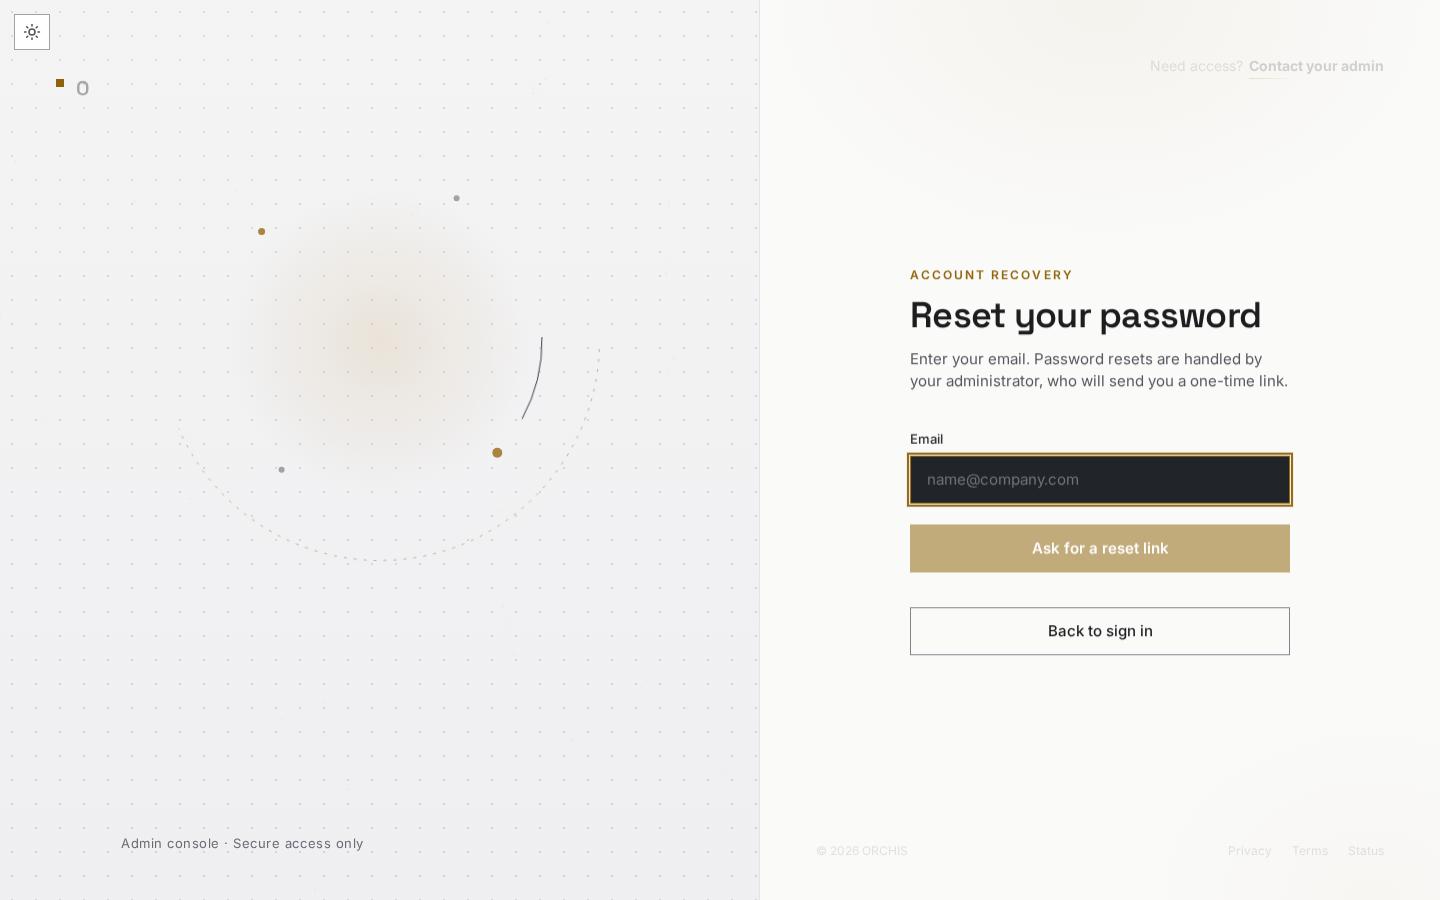 O
Need access? Contact your admin
ACCOUNT RECOVERY
Reset your password
Enter your email. Password resets are handled by
your administrator, who will send you a one-time link.
Email
name@company.com
Ask for a reset link
Back to sign in
Admin console · Secure access only
© 2026 ORCHIS
Privacy Terms Status